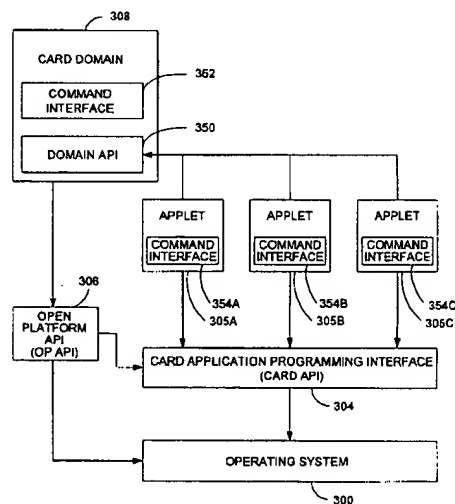 308
CARD DOMAIN
COMMAND
INTERFACE
352
DOMAIN API
350
APPLET
COMMAND
INTERFACE
354A
305A
APPLET
COMMAND
INTERFACE
354B
305B
APPLET
COMMAND
INTERFACE
354C
305C
306
OPEN
PLATFORM
API
(OP API)
CARD APPLICATION PROGRAMMING INTERFACE
(CARD API)
304
OPERATING SYSTEM
300